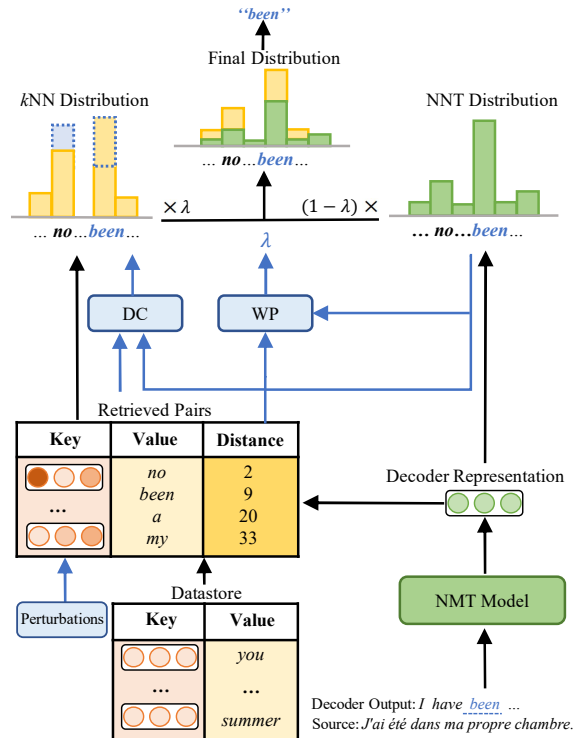 “been”
Final Distribution
kNN Distribution
NNT Distribution
... no...been...
× λ
(1 − λ) ×
... no...been...
... no...been...
λ
DC
WP
Retrieved Pairs
Key Value Distance
no 2
been 9
... a 20
my 33
Decoder Representation
Perturbations
Datastore
Key Value
you
... ...
summer
NMT Model
Decoder Output: I have been ...
Source: J'ai été dans ma propre chambre.